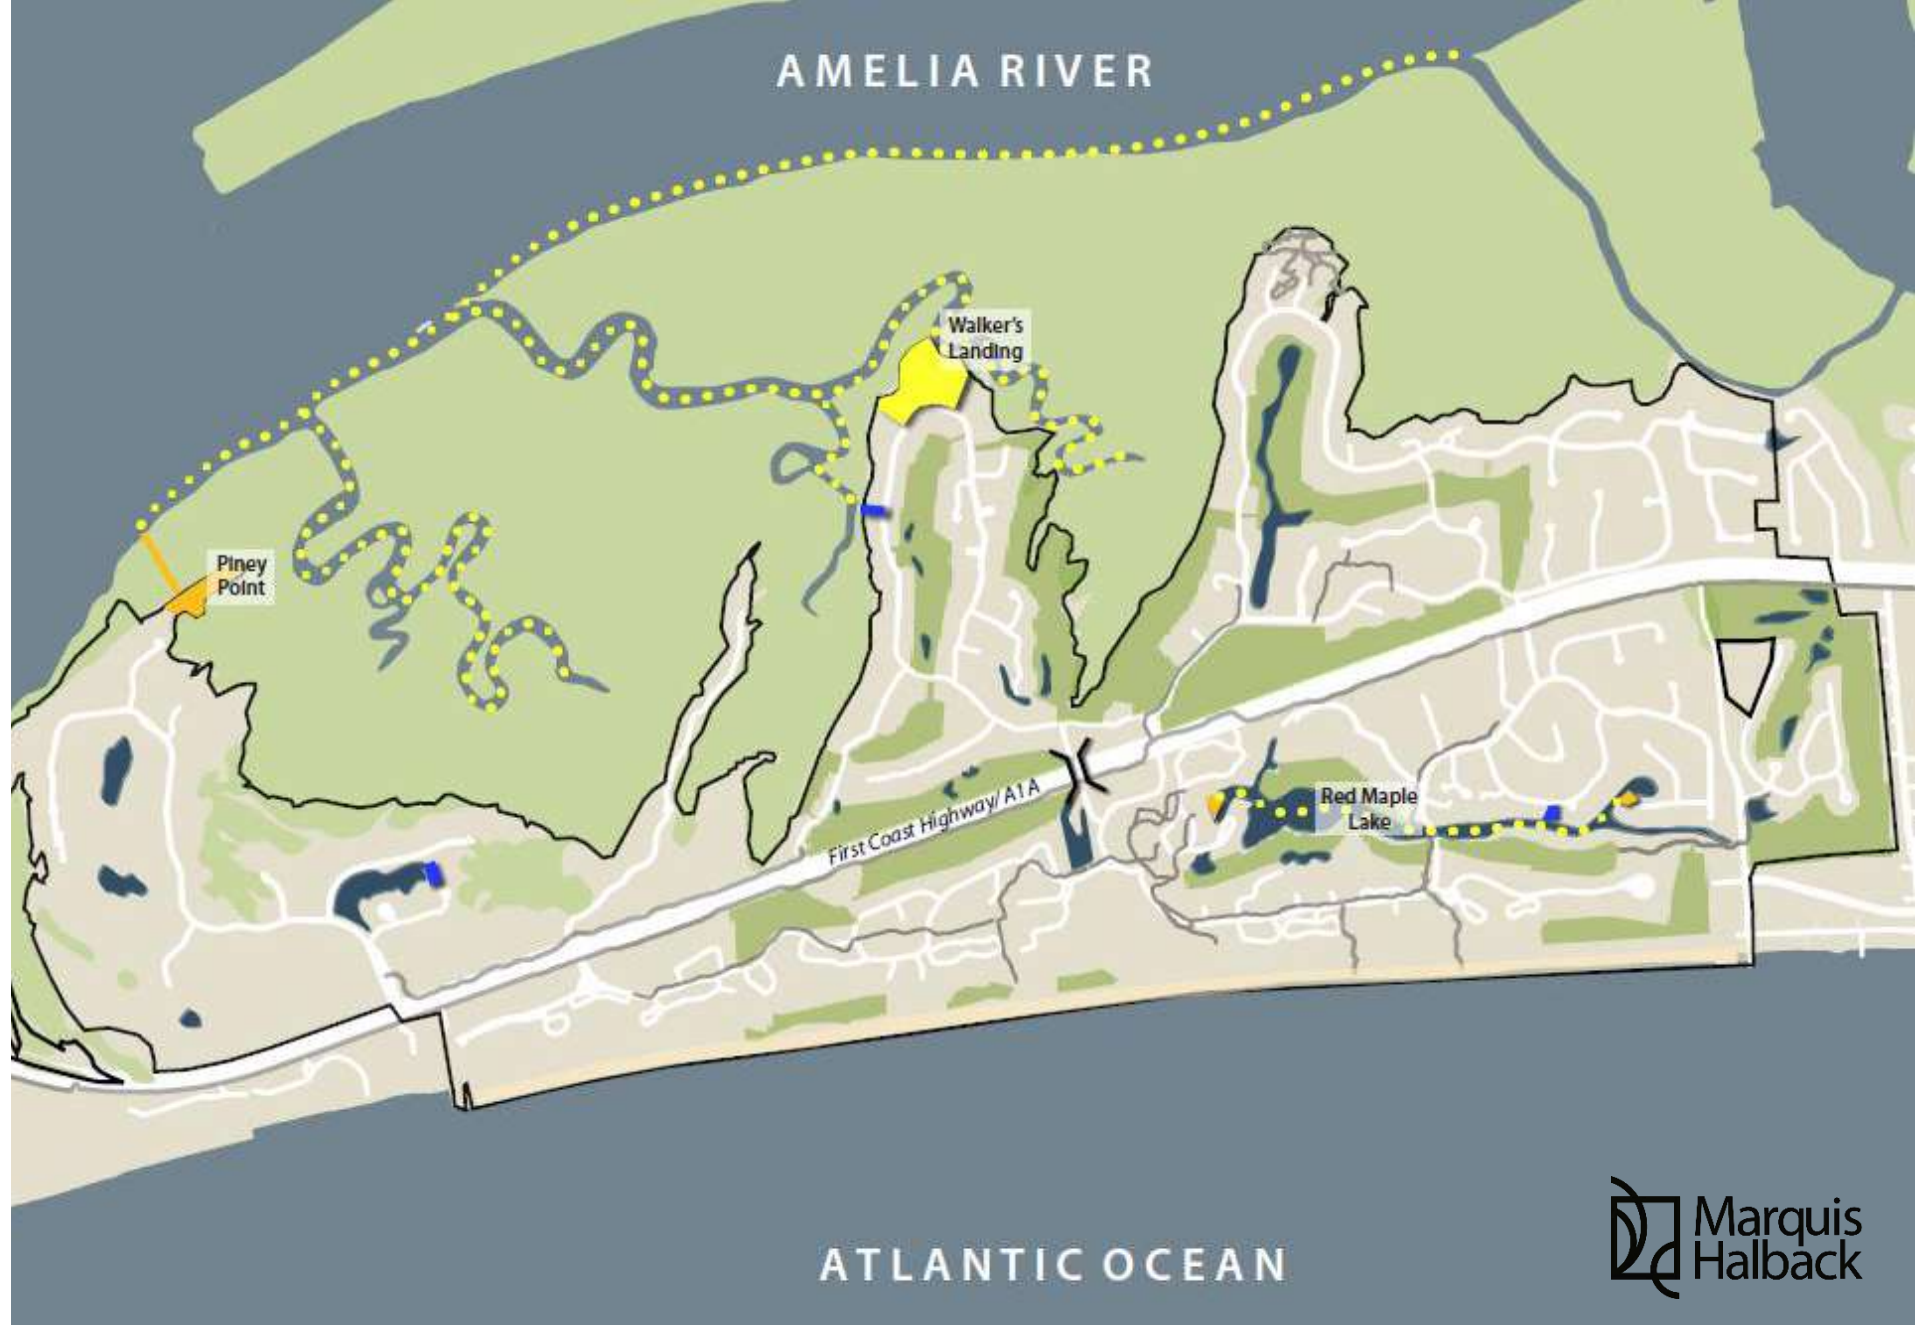 AMELIA RIVER
Walker's
Landing
Piney
Point
Red Maple
Lake
First Coast Highway/ A1A
Marquis
Halback
ATLANTIC OCEAN